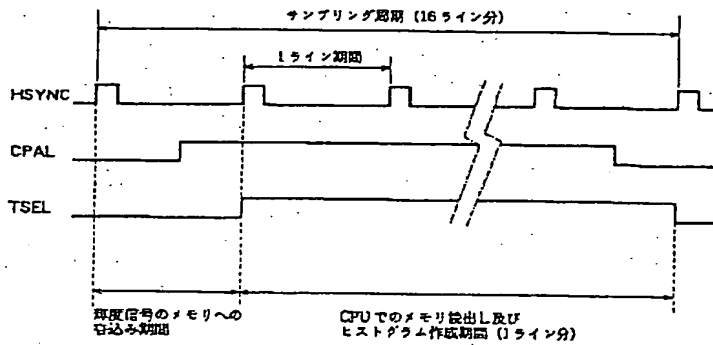 サンプリング周期 (16ライン分)
1ライン期間
HSYNC
CPAL
TSEL
輝度信号のメモリへの
書込み期間
CPUでのメモリ読出し及び
ヒストグラム作成期間 (1ライン分)